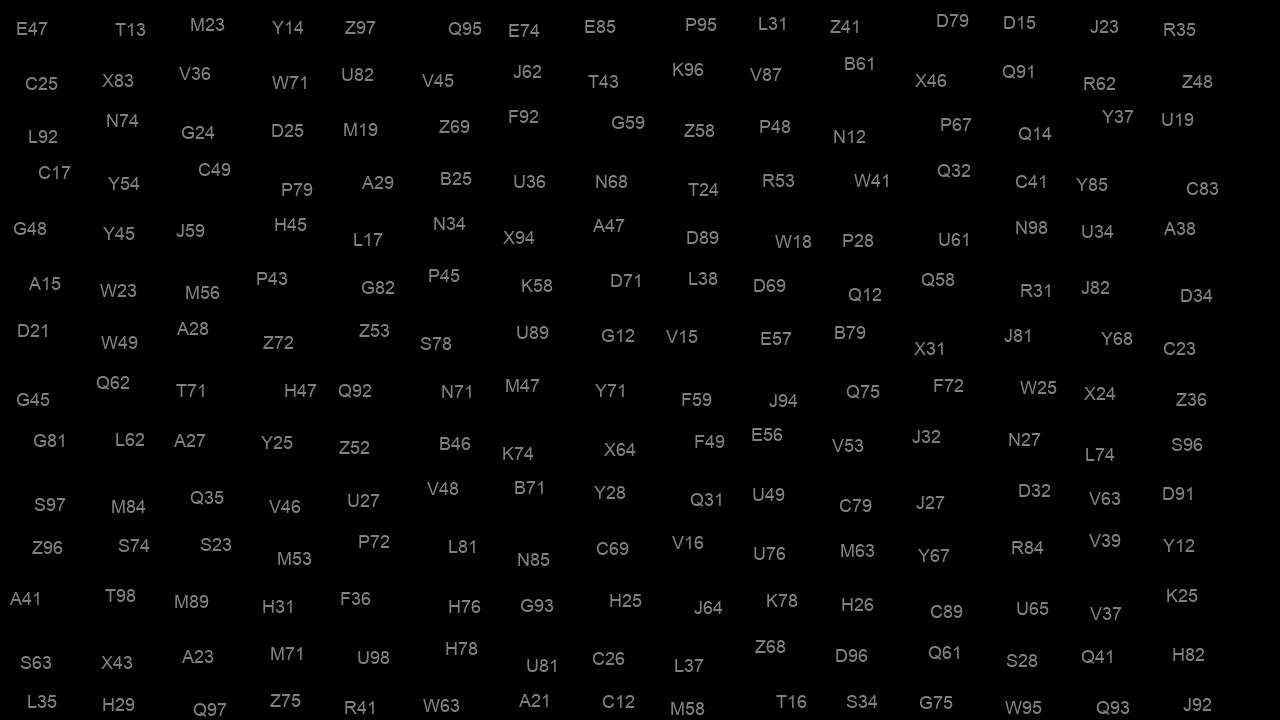 E47 T13 M23 Y14 Z97 Q95 E74 E85 P95 L31 Z41 D79 D15 J23 R35
C25 X83 V36 W71 U82 V45 J62 T43 K96 V87 B61 X46 Q91 R62 Z48
L92 N74 G24 D25 M19 Z69 F92 G59 Z58 P48 N12 P67 Q14 Y37 U19
C17 Y54 C49 P79 A29 B25 U36 N68 T24 R53 W41 Q32 C41 Y85 C83
G48 Y45 J59 H45 L17 N34 X94 A47 D89 W18 P28 U61 N98 U34 A38
A15 W23 M56 P43 G82 P45 K58 D71 L38 D69 Q12 Q58 R31 J82 D34
D21 W49 A28 Z72 Z53 S78 U89 G12 V15 E57 B79 X31 J81 Y68 C23
G45 Q62 T71 H47 Q92 N71 M47 Y71 F59 J94 Q75 F72 W25 X24 Z36
G81 L62 A27 Y25 Z52 B46 K74 X64 F49 E56 V53 J32 N27 L74 S96
S97 M84 Q35 V46 U27 V48 B71 Y28 Q31 U49 C79 J27 D32 V63 D91
Z96 S74 S23 M53 P72 L81 N85 C69 V16 U76 M63 Y67 R84 V39 Y12
A41 T98 M89 H31 F36 H76 G93 H25 J64 K78 H26 C89 U65 V37 K25
S63 X43 A23 M71 U98 H78 U81 C26 L37 Z68 D96 Q61 S28 Q41 H82
L35 H29 Q97 Z75 R41 W63 A21 C12 M58 T16 S34 G75 W95 Q93 J92